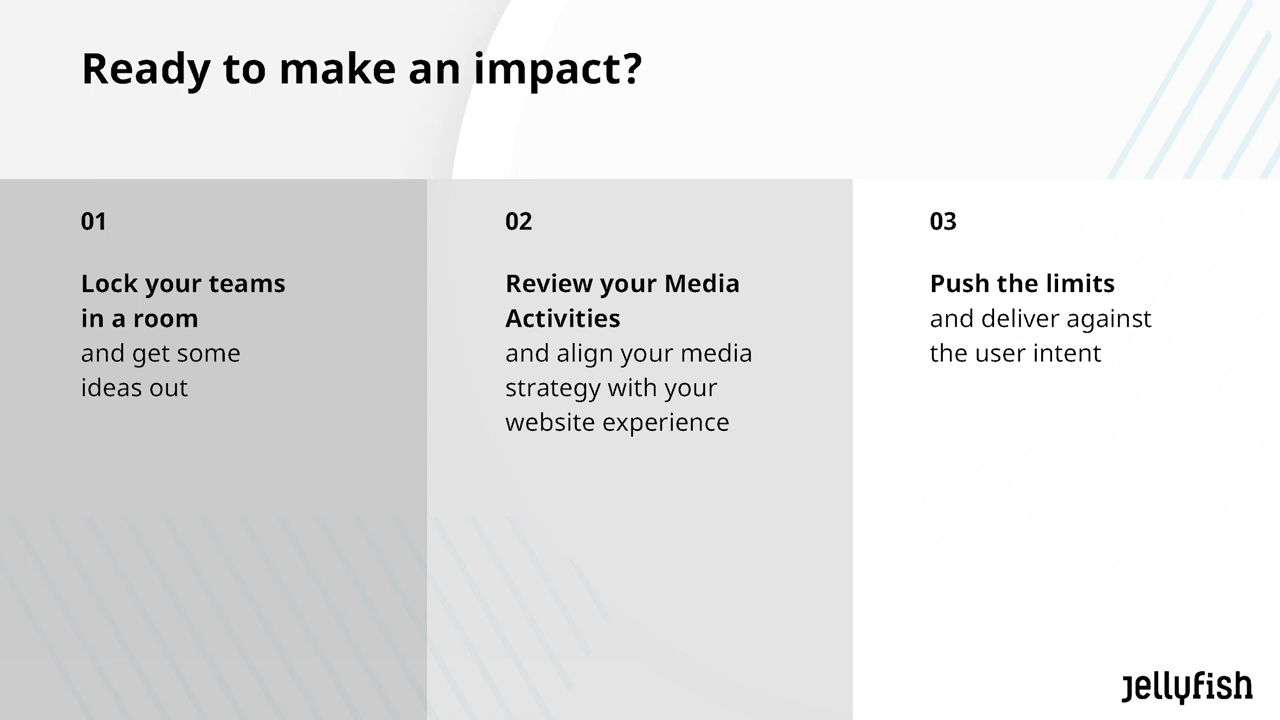 Ready to make an impact?
01
Lock your teams
in a room
and get some
ideas out
02
Review your Media
Activities
and align your media
strategy with your
website experience
03
Push the limits
and deliver against
the user intent
jellyfish